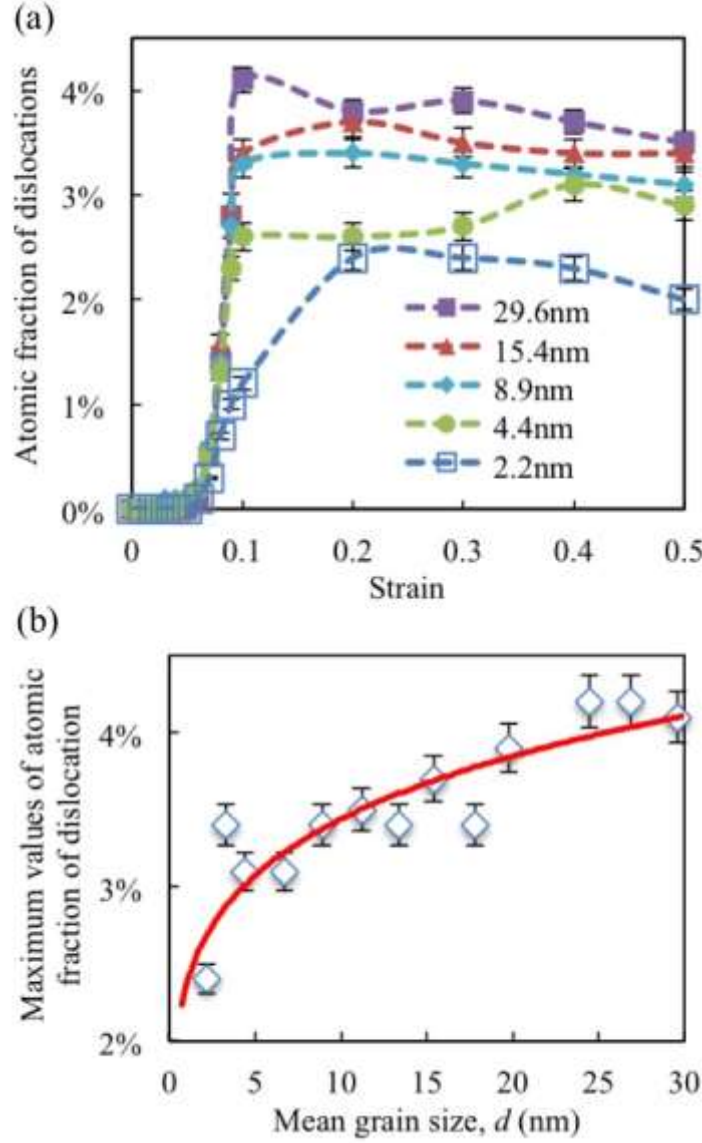 (a)
Atomic fraction of dislocations
4%
3%
2%
1%
0%
29.6nm
15.4nm
8.9nm
4.4nm
2.2nm
0 0.1 0.2 0.3 0.4 0.5
Strain
(b)
Maximum values of atomic
fraction of dislocation
4%
3%
2%
0 5 10 15 20 25 30
Mean grain size, d (nm)